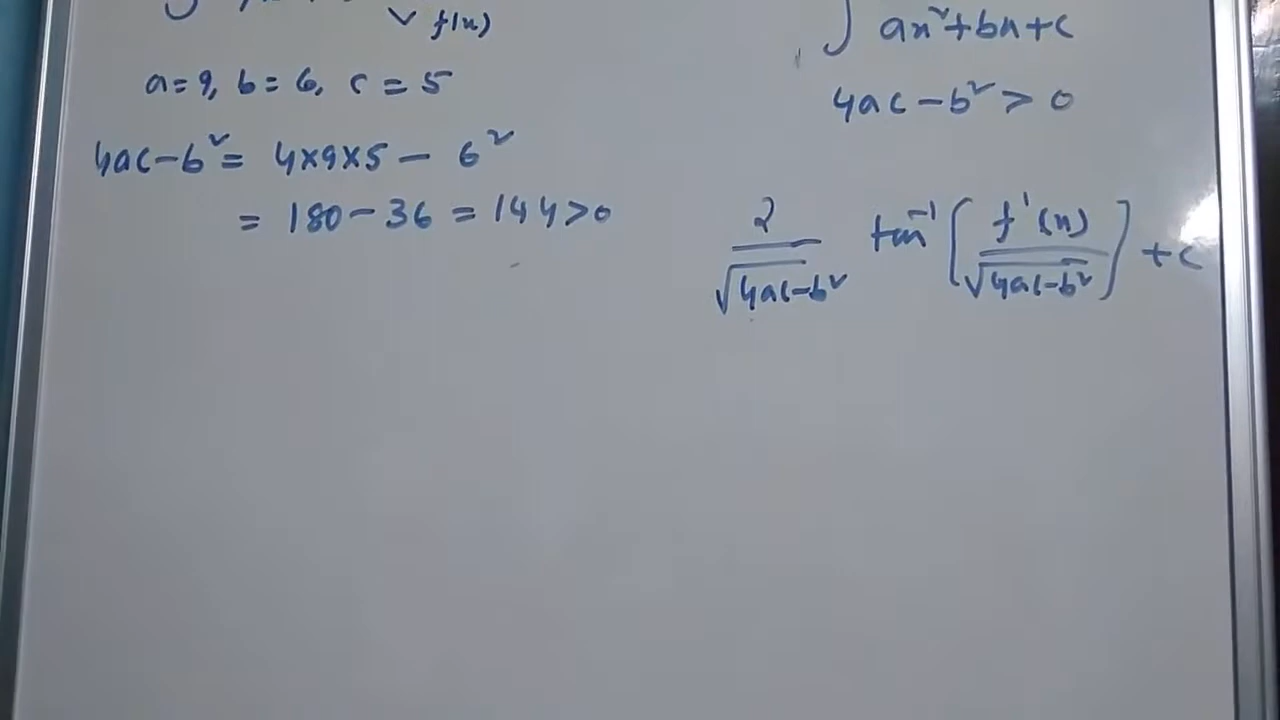 f(x)
a=9, b=6, c=5
4ac-b²= 4×9×5 - 6²
= 180-36 = 144>0
∫ ax²+bx+c
4ac-b²>0
2/√4ac-b² tan⁻¹[f'(x)/√4ac-b²]+c